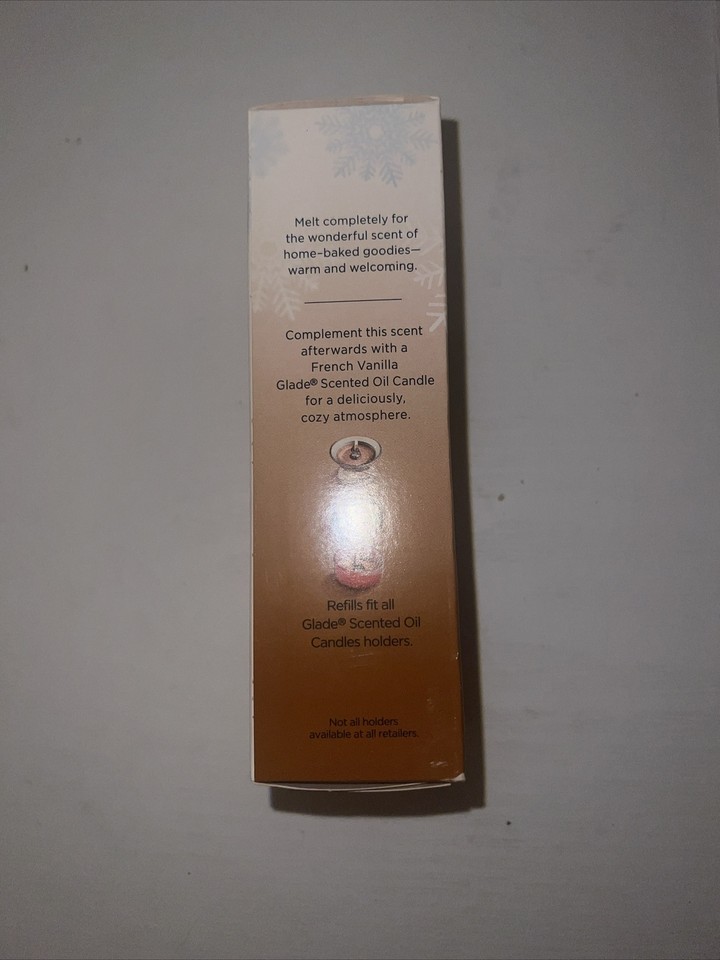 Melt completely for
the wonderful scent of
home-baked goodies—
warm and welcoming.
Complement this scent
afterwards with a
French Vanilla
Glade® Scented Oil Candle
for a deliciously,
cozy atmosphere.
Refills fit all
Glade® Scented Oil
Candles holders.
Not all holders
available at all retailers.